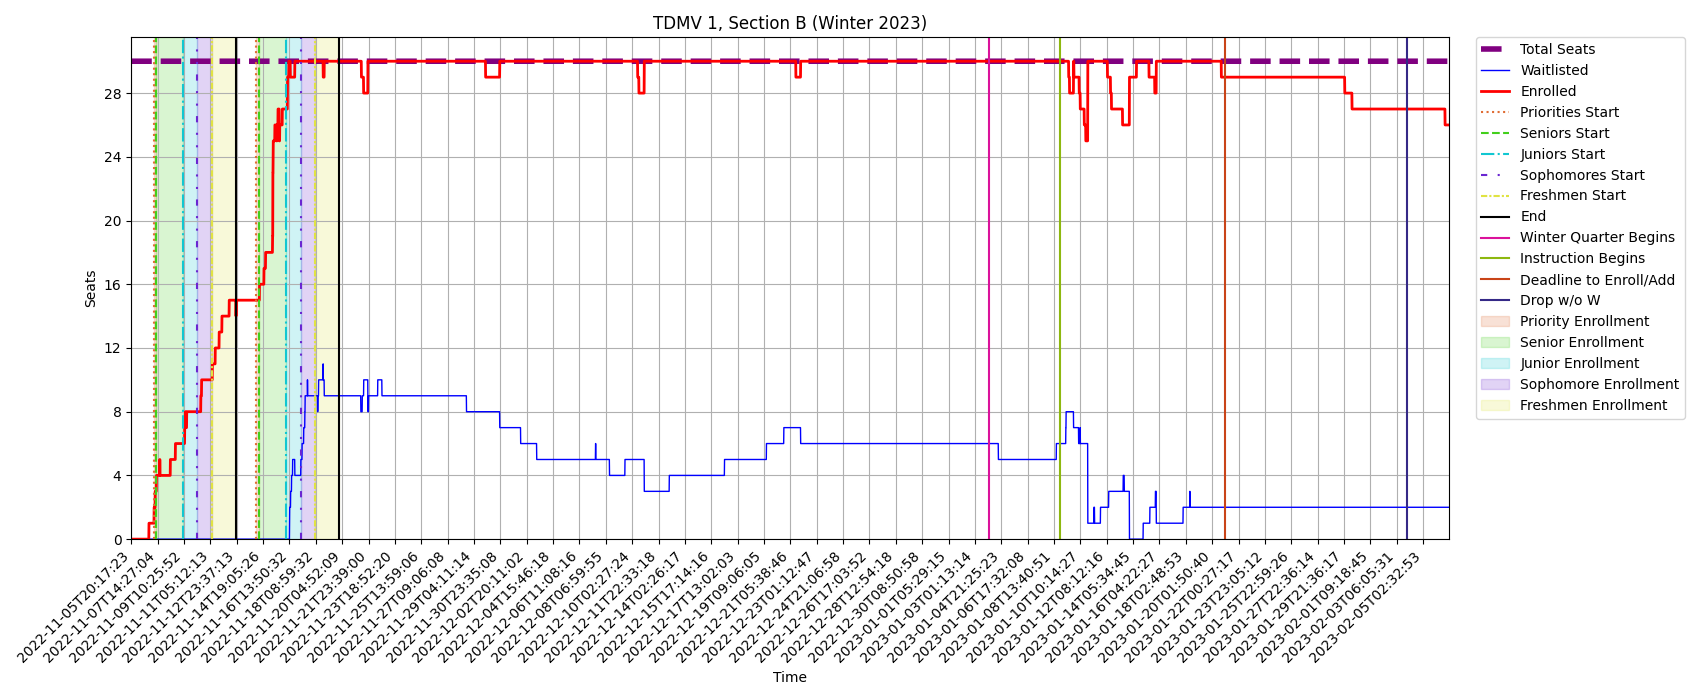 TDMV 1, Section B (Winter 2023)
Total Seats
Waitlisted
Enrolled
Priorities Start
Seniors Start
Juniors Start
Sophomores Start
Freshmen Start
End
Winter Quarter Begins
Instruction Begins
Deadline to Enroll/Add
Drop w/o W
Priority Enrollment
Senior Enrollment
Junior Enrollment
Sophomore Enrollment
Freshmen Enrollment
Seats
28
24
20
16
12
8
4
0
2022-11-05T20:17:23
2022-11-07T14:27:04
2022-11-09T10:25:52
2022-11-11T05:12:13
2022-11-12T23:37:13
2022-11-14T19:05:26
2022-11-16T13:50:32
2022-11-18T08:59:32
2022-11-20T04:52:09
2022-11-21T23:39:00
2022-11-23T18:52:20
2022-11-25T13:59:06
2022-11-27T09:06:08
2022-11-29T04:11:14
2022-11-30T23:35:08
2022-12-02T20:11:02
2022-12-04T15:46:18
2022-12-06T11:08:16
2022-12-08T06:59:55
2022-12-10T02:27:24
2022-12-11T22:33:18
2022-12-14T02:26:17
2022-12-15T17:14:16
2022-12-17T13:02:03
2022-12-19T09:06:05
2022-12-21T05:38:46
2022-12-23T01:12:47
2022-12-24T21:06:58
2022-12-26T17:03:52
2022-12-28T12:54:18
2022-12-30T08:50:58
2023-01-01T05:29:15
2023-01-03T01:13:14
2023-01-04T21:25:23
2023-01-06T17:32:08
2023-01-08T13:40:51
2023-01-10T10:14:27
2023-01-12T08:12:16
2023-01-14T05:34:45
2023-01-16T04:22:27
2023-01-18T02:48:53
2023-01-20T01:50:40
2023-01-22T00:27:17
2023-01-23T23:05:12
2023-01-25T22:59:26
2023-01-27T22:36:14
2023-01-29T21:36:17
2023-02-01T09:18:45
2023-02-03T06:05:31
2023-02-05T02:32:53
Time